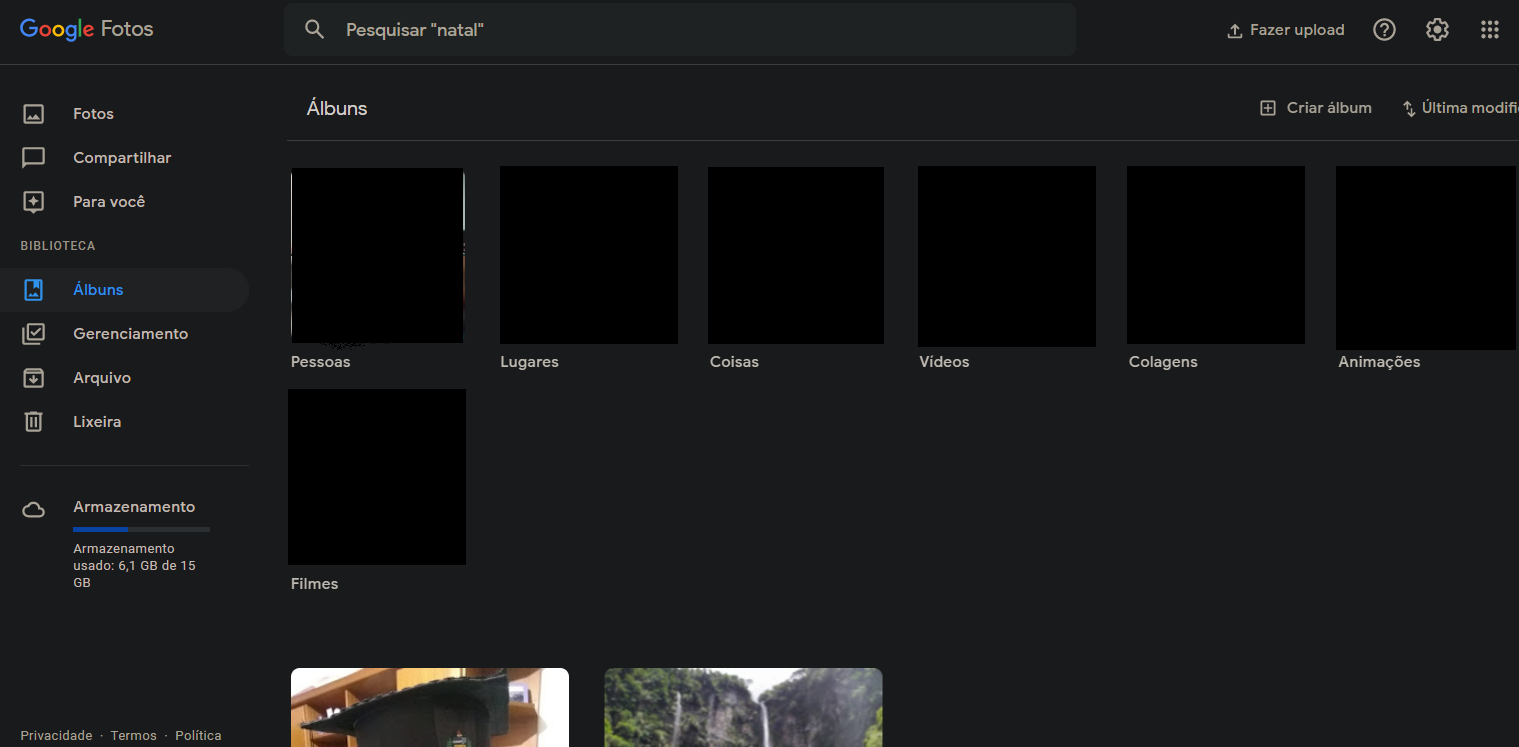 Google Fotos
Pesquisar "natal"
Fazer upload
Fotos
Compartilhar
Para você
BIBLIOTECA
Álbuns
Gerenciamento
Arquivo
Lixeira
Armazenamento
Armazenamento
usado: 6,1 GB de 15
GB
Privacidade · Termos · Política
Álbuns
Criar álbum
Última modifi
Pessoas
Lugares
Coisas
Vídeos
Colagens
Animações
Filmes